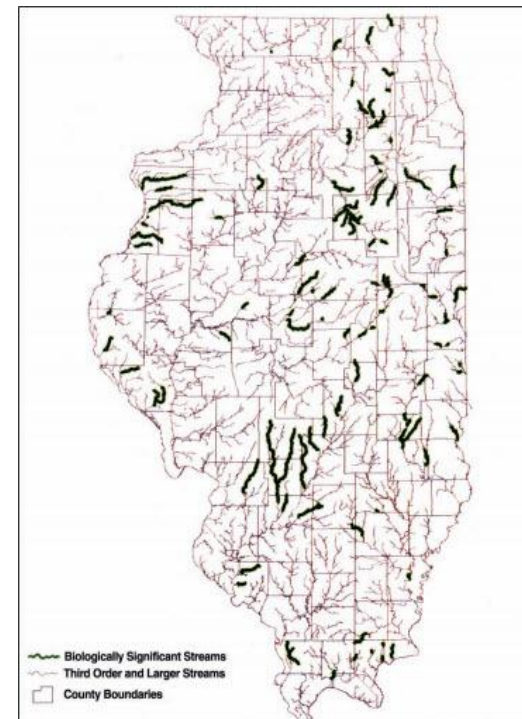 Biologically Significant Streams
Third Order and Larger Streams
County Boundaries